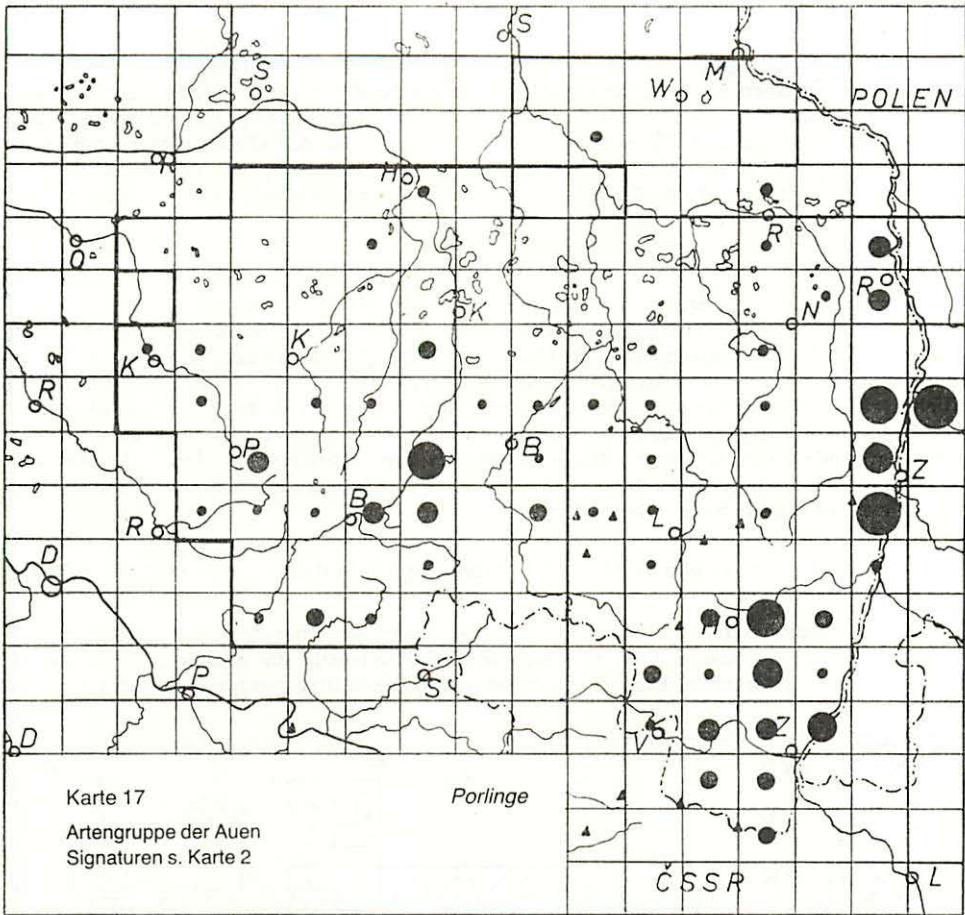 S
M
S
W
POLEN
K
H
R
O
R
K
N
K
K
R
P
B
Z
R
B
L
D
H
P
S
V
Z
D
Karte 17
Porlinge
Artengruppe der Auen
Signaturen s. Karte 2
ČSSR
L